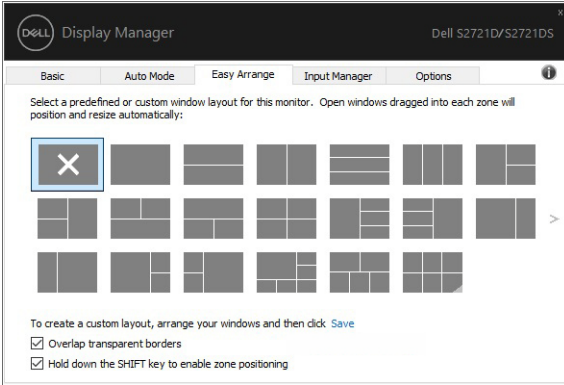 DELL Display Manager Dell S2721D/S2721DS
Basic Auto Mode Easy Arrange Input Manager Options
Select a predefined or custom window layout for this monitor. Open windows dragged into each zone will
position and resize automatically:
To create a custom layout, arrange your windows and then click Save
Overlap transparent borders
Hold down the SHIFT key to enable zone positioning